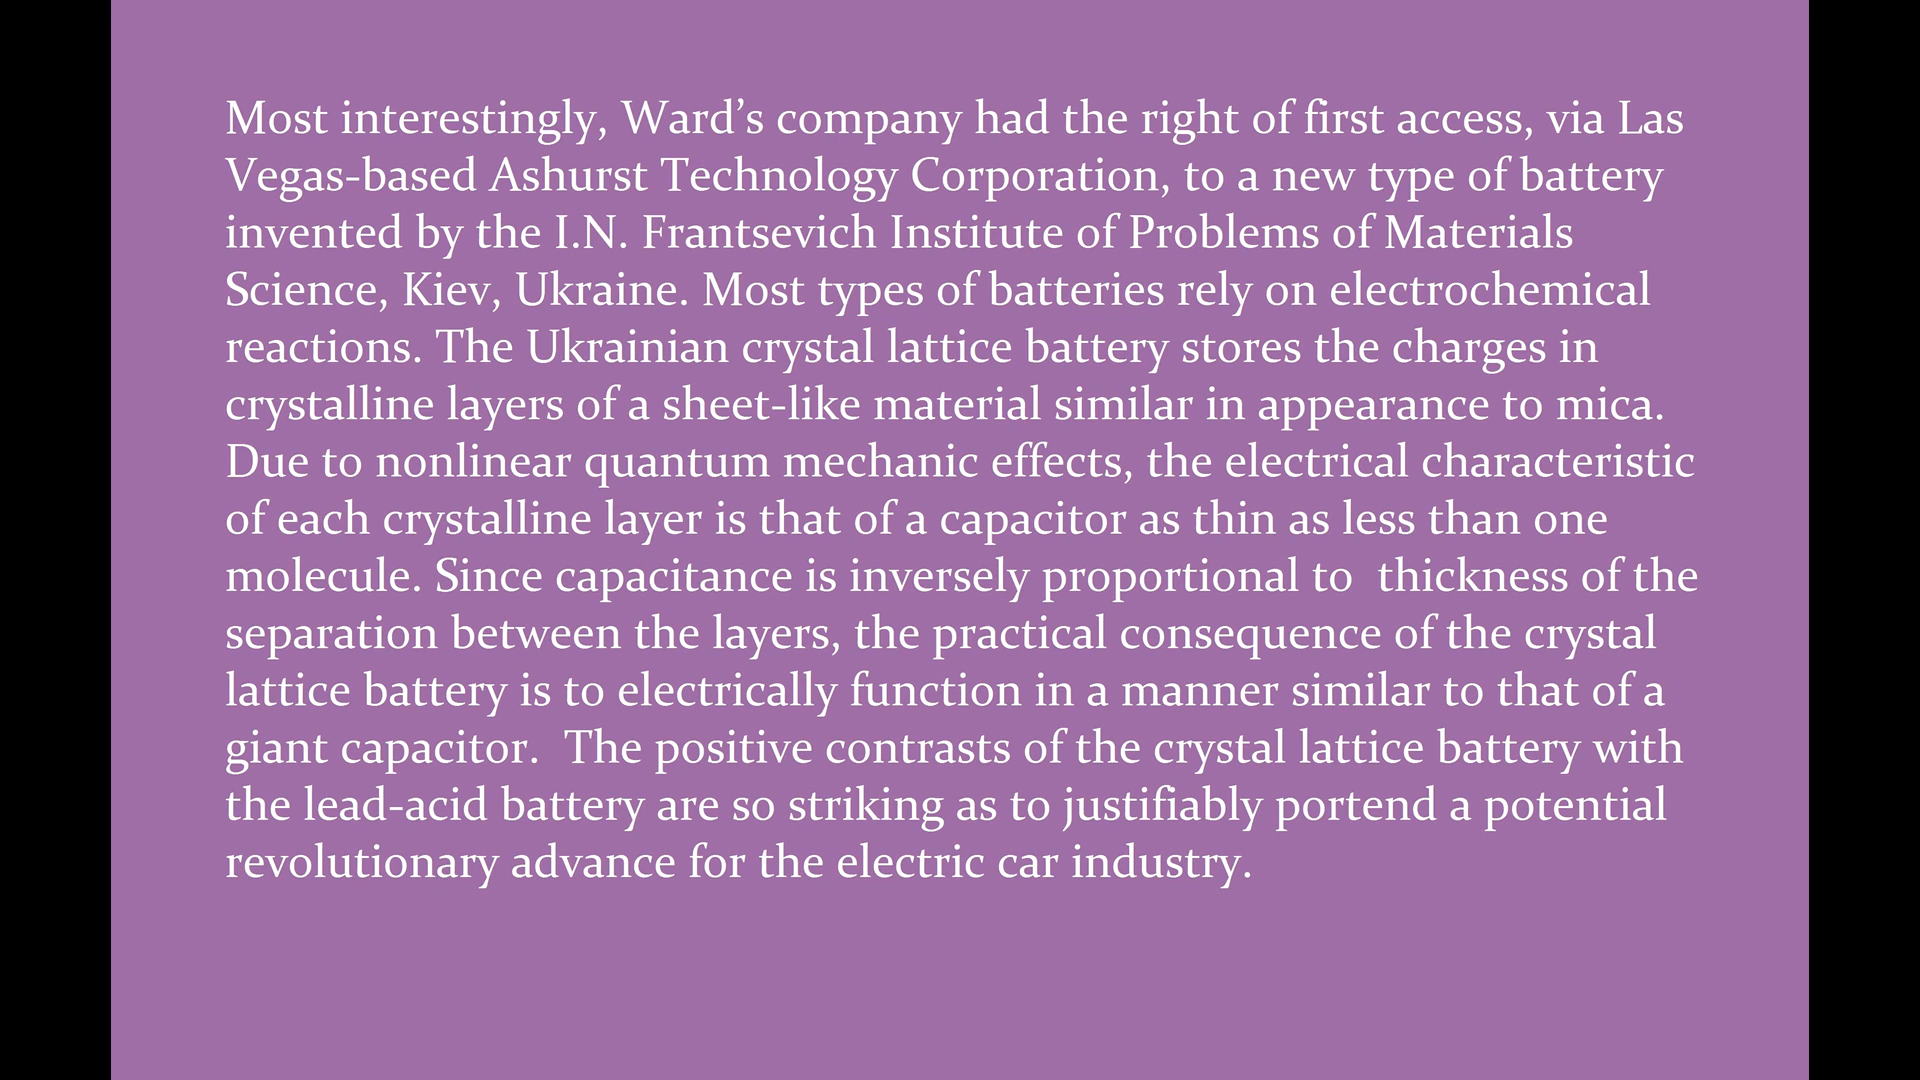 Most interestingly, Ward’s company had the right of first access, via Las
Vegas-based Ashurst Technology Corporation, to a new type of battery
invented by the I.N. Frantsevich Institute of Problems of Materials
Science, Kiev, Ukraine. Most types of batteries rely on electrochemical
reactions. The Ukrainian crystal lattice battery stores the charges in
crystalline layers of a sheet-like material similar in appearance to mica.
Due to nonlinear quantum mechanic effects, the electrical characteristic
of each crystalline layer is that of a capacitor as thin as less than one
molecule. Since capacitance is inversely proportional to  thickness of the
separation between the layers, the practical consequence of the crystal
lattice battery is to electrically function in a manner similar to that of a
giant capacitor.  The positive contrasts of the crystal lattice battery with
the lead-acid battery are so striking as to justifiably portend a potential
revolutionary advance for the electric car industry.